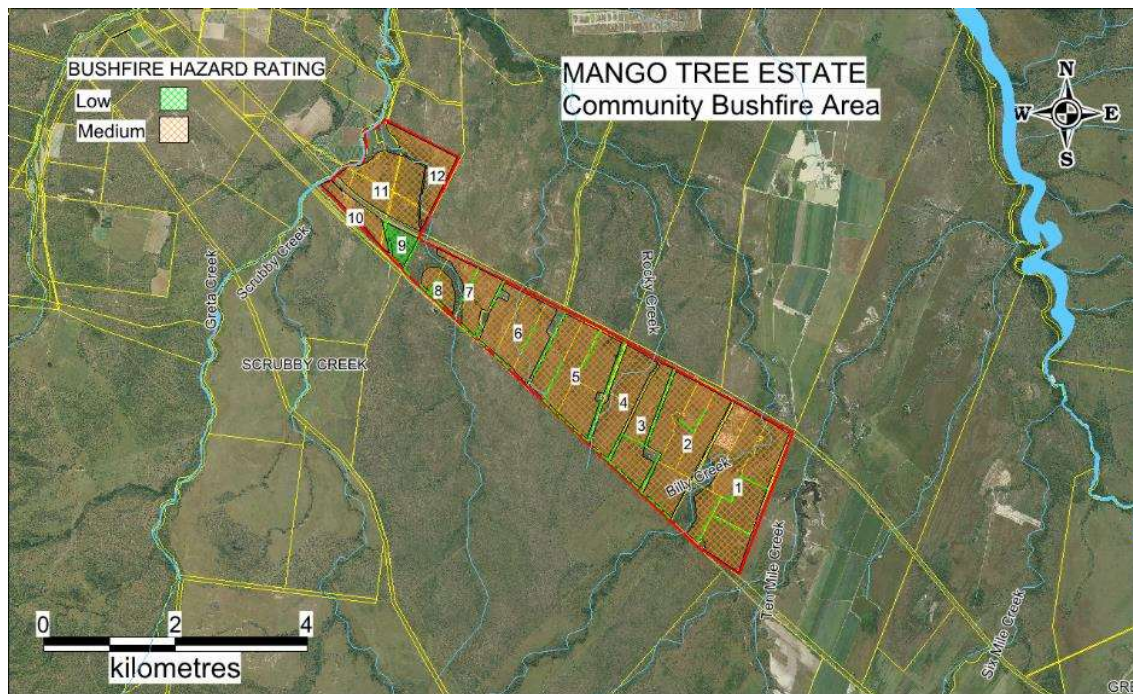 BUSHFIRE HAZARD RATING
Low
Medium
MANGO TREE ESTATE
Community Bushfire Area
N
W
E
S
12
11
10
9
8
7
6
5
4
3
2
1
Rocky Creek
Greta Creek
Scrubby Creek
SCRUBBY CREEK
Billy Creek
Ten Mile Creek
Six Mile Creek
GRE
0 2 4
kilometres